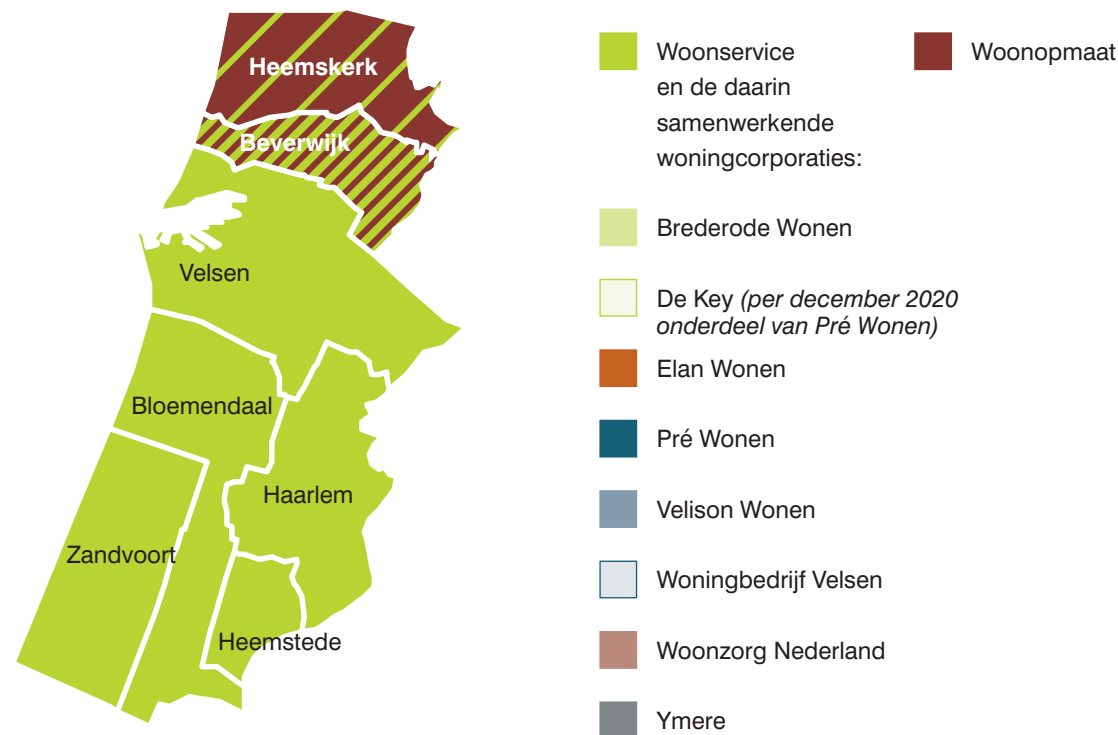 Heemskerk
Beverwijk
Velsen
Bloemendaal
Haarlem
Zandvoort
Heemstede
Woonservice
en de daarin
samenwerkende
woningcorporaties:
Brederode Wonen
De Key (per december 2020
onderdeel van Pré Wonen)
Elan Wonen
Pré Wonen
Velison Wonen
Woningbedrijf Velsen
Woonzorg Nederland
Ymere
Woonopmaat